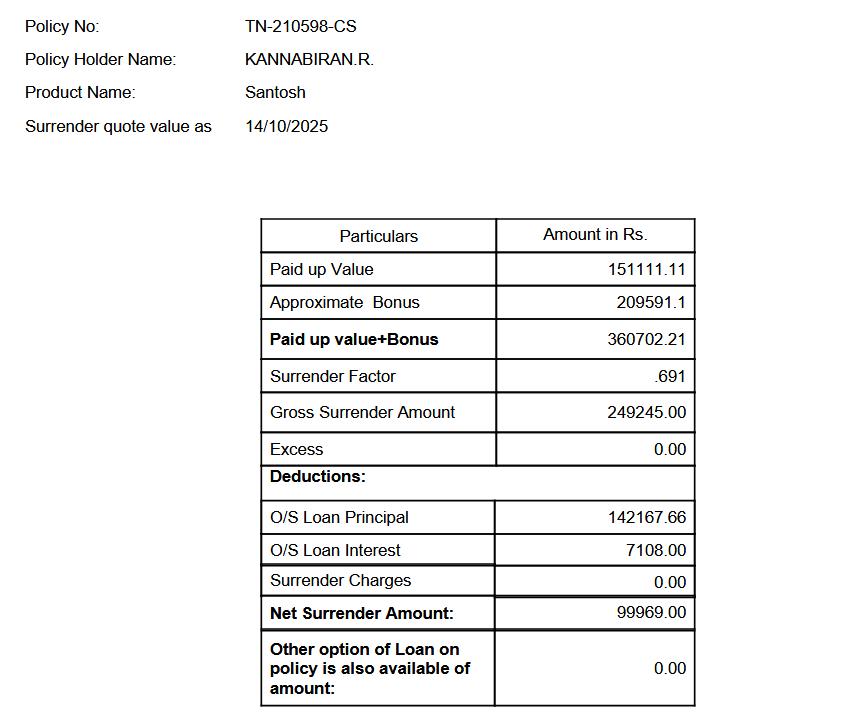 Policy No: TN-210598-CS
Policy Holder Name: KANNABIRAN.R.
Product Name: Santosh
Surrender quote value as 14/10/2025
Particulars Amount in Rs.
Paid up Value 151111.11
Approximate Bonus 209591.1
Paid up value+Bonus 360702.21
Surrender Factor .691
Gross Surrender Amount 249245.00
Excess 0.00
Deductions:
O/S Loan Principal 142167.66
O/S Loan Interest 7108.00
Surrender Charges 0.00
Net Surrender Amount: 99969.00
Other option of Loan on
policy is also available of 0.00
amount: